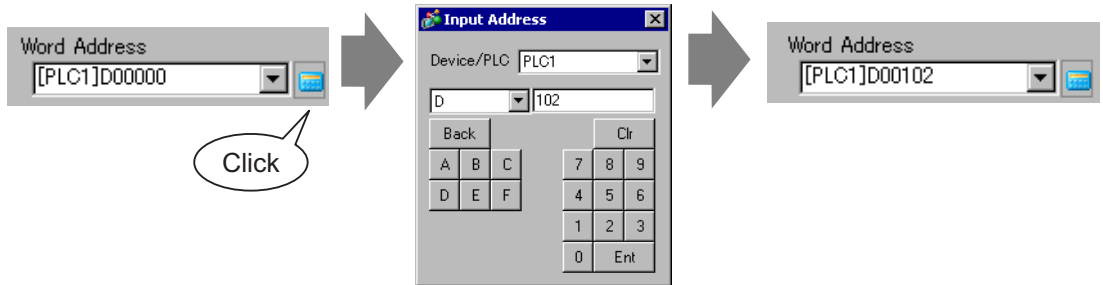 Word Address
[PLC1]D00000
Click
Input Address
Device/PLC PLC1
D 102
Back Clr
A B C 7 8 9
D E F 4 5 6
1 2 3
0 Ent
Word Address
[PLC1]D00102